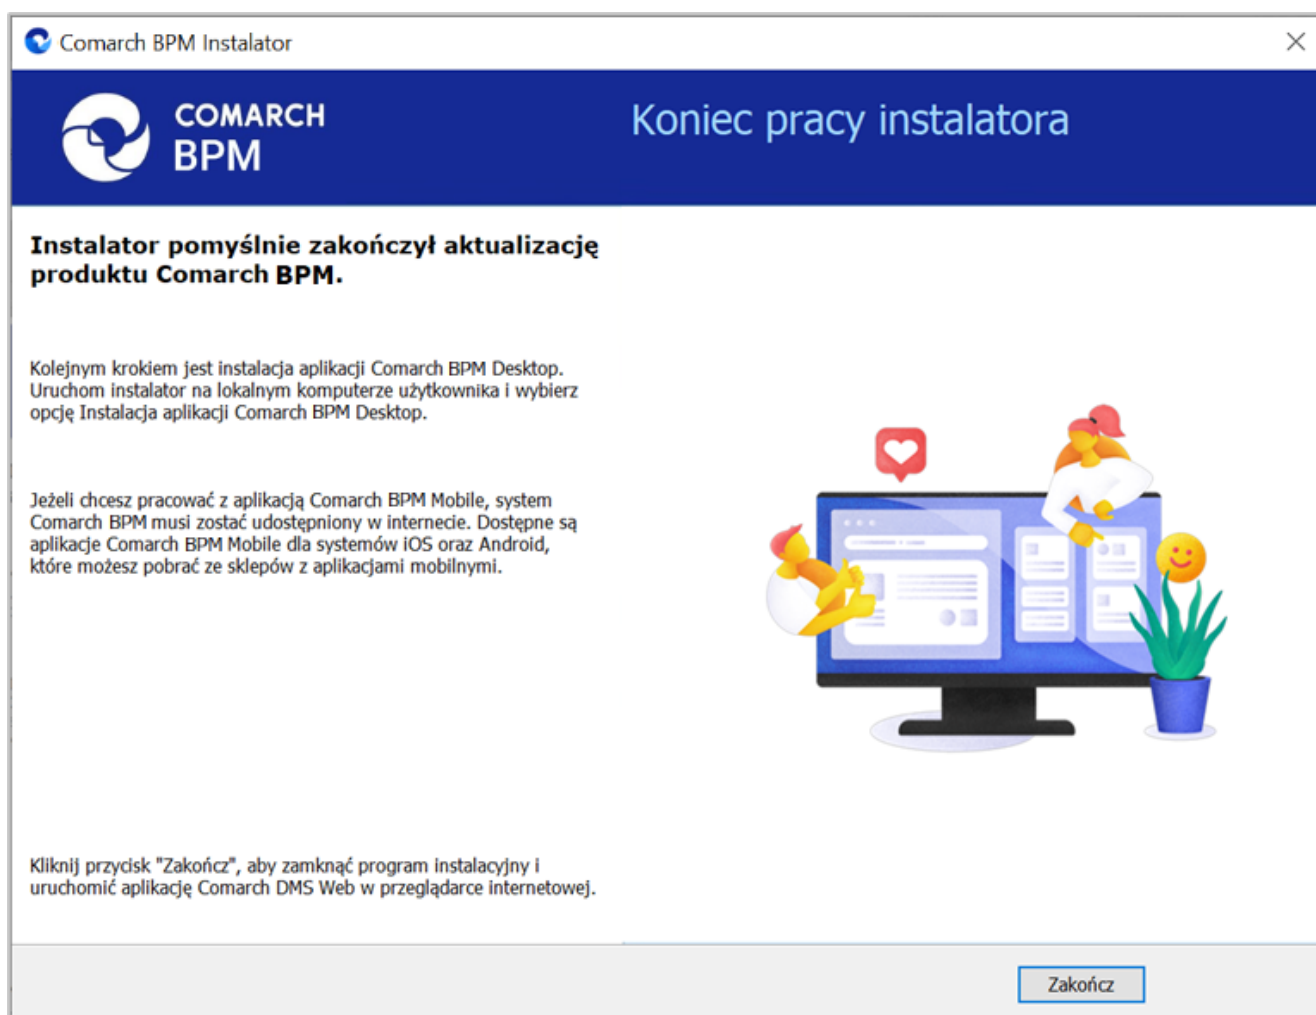 Comarch BPM Instalator
COMARCH
BPM
Koniec pracy instalatora
Instalator pomyślnie zakończył aktualizację
produktu Comarch BPM.
Kolejnym krokiem jest instalacja aplikacji Comarch BPM Desktop.
Uruchom instalator na lokalnym komputerze użytkownika i wybierz
opcję Instalacja aplikacji Comarch BPM Desktop.
Jeżeli chcesz pracować z aplikacją Comarch BPM Mobile, system
Comarch BPM musi zostać udostępniony w internecie. Dostępne są
aplikacje Comarch BPM Mobile dla systemów iOS oraz Android,
które możesz pobrać ze sklepów z aplikacjami mobilnymi.
Kliknij przycisk "Zakończ", aby zamknąć program instalacyjny i
uruchomić aplikację Comarch DMS Web w przeglądarce internetowej.
Zakończ